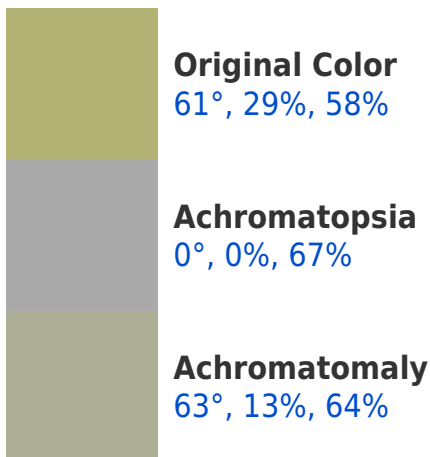 Original Color
61°, 29%, 58%
Achromatopsia
0°, 0%, 67%
Achromatomaly
63°, 13%, 64%